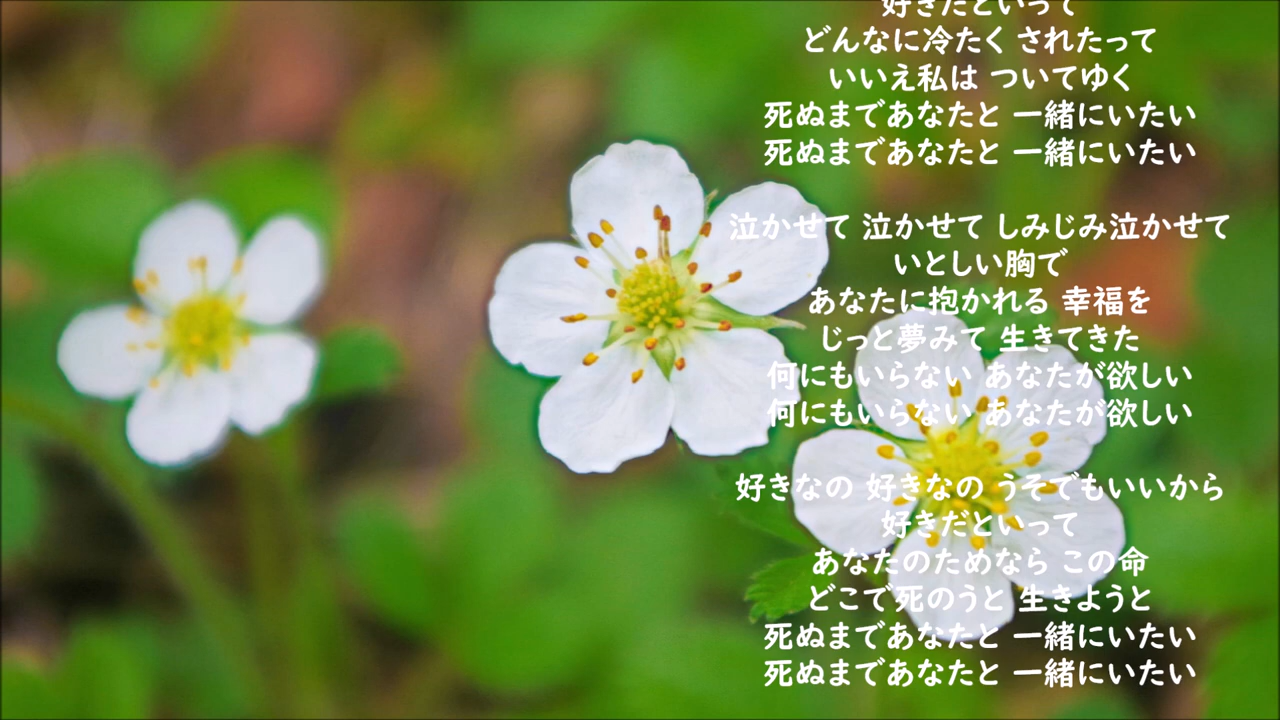 好きだといって
どんなに冷たく されたって
いいえ私は ついてゆく
死ぬまであなたと 一緒にいたい
死ぬまであなたと 一緒にいたい
泣かせて 泣かせて しみじみ泣かせて
いとしい胸で
あなたに抱かれる 幸福を
じっと夢みて 生きてきた
何にもいらない あなたが欲しい
何にもいらない あなたが欲しい
好きなの 好きなの うそでもいいから
好きだといって
あなたのためなら この命
どこで死のうと 生きようと
死ぬまであなたと 一緒にいたい
死ぬまであなたと 一緒にいたい